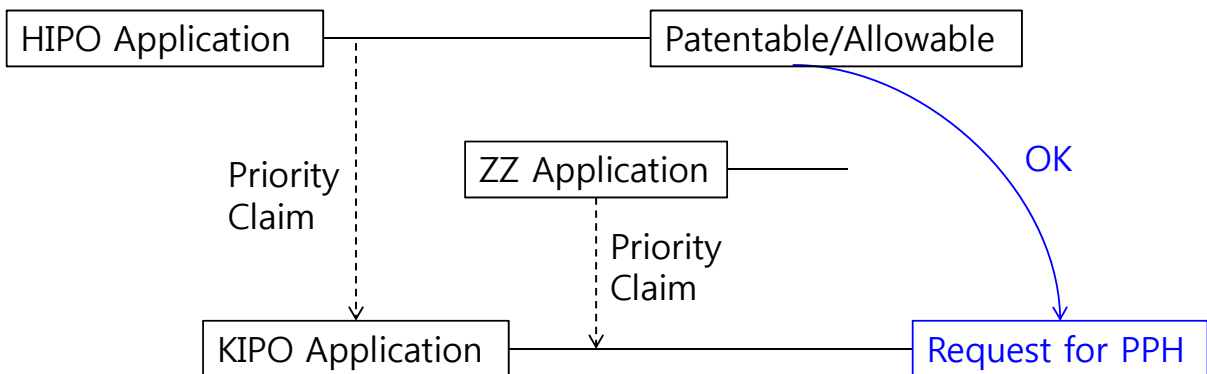 HIPO Application
Patentable/Allowable
ZZ Application
OK
Priority
Claim
Priority
Claim
KIPO Application
Request for PPH